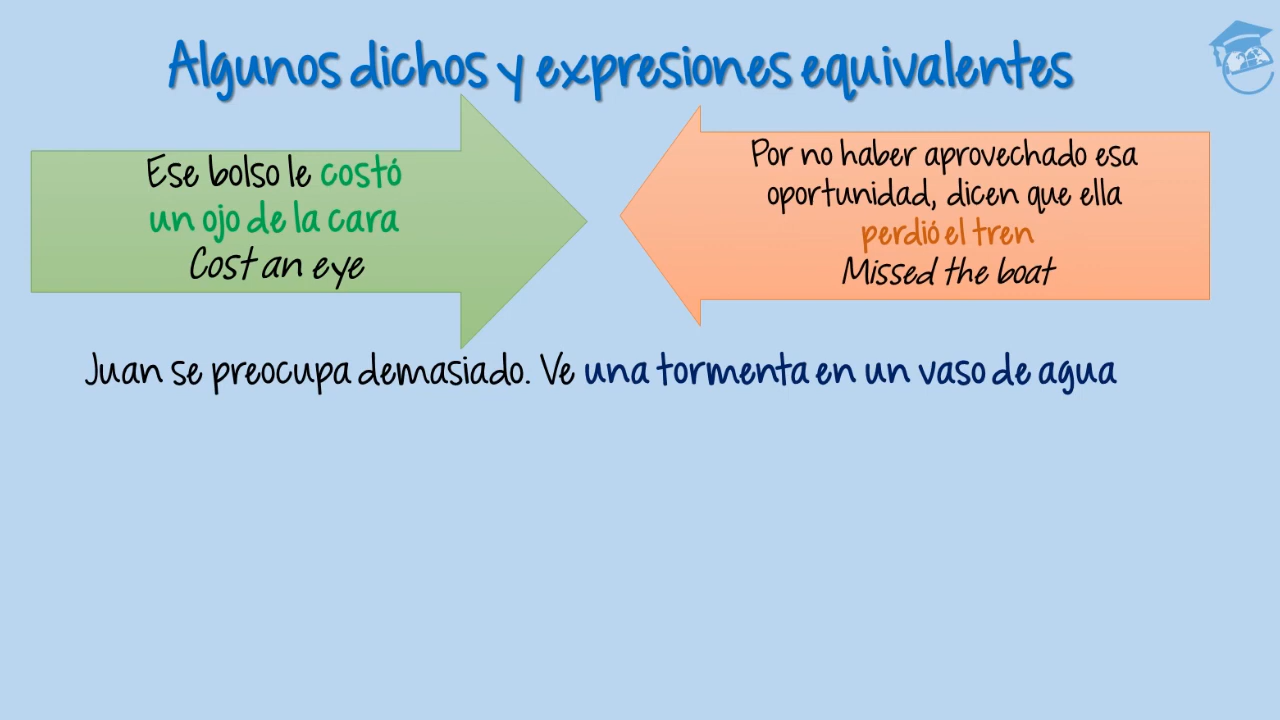 Algunos dichos y expresiones equivalentes
Ese bolso le costó
un ojo de la cara
Cost an eye
Por no haber aprovechado esa
oportunidad, dicen que ella
perdió el tren
Missed the boat
Juan se preocupa demasiado. Ve una tormenta en un vaso de agua